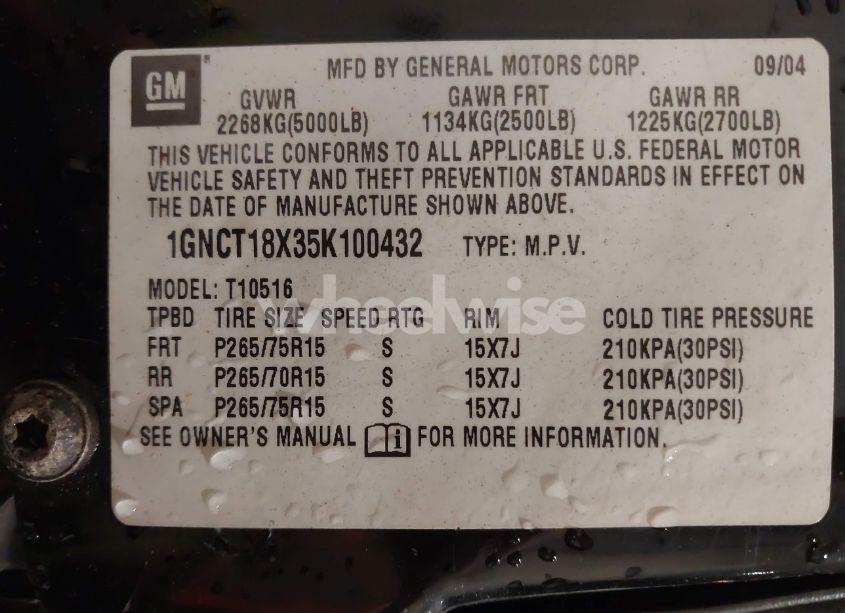 GM
MFD BY GENERAL MOTORS CORP. 09/04
GVWR GAWR FRT GAWR RR
2268KG(5000LB) 1134KG(2500LB) 1225KG(2700LB)
THIS VEHICLE CONFORMS TO ALL APPLICABLE U.S. FEDERAL MOTOR
VEHICLE SAFETY AND THEFT PREVENTION STANDARDS IN EFFECT ON
THE DATE OF MANUFACTURE SHOWN ABOVE.
1GNCT18X35K100432 TYPE: M.P.V.
MODEL: T10516
wheelwise
TPBD TIRE SIZE SPEED RTG RIM COLD TIRE PRESSURE
FRT P265/75R15 S 15X7J 210KPA(30PSI)
RR P265/70R15 S 15X7J 210KPA(30PSI)
SPA P265/75R15 S 15X7J 210KPA(30PSI)
SEE OWNER'S MANUAL i FOR MORE INFORMATION.